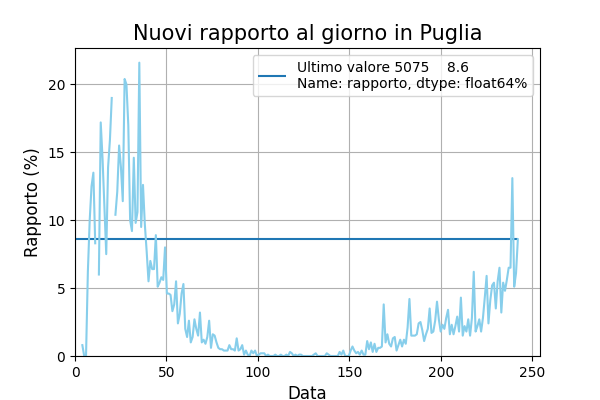 Nuovi rapporto al giorno in Puglia
Ultimo valore 5075    8.6
Name: rapporto, dtype: float64%
Rapporto (%)
20
15
10
5
0
0 50 100 150 200 250
Data